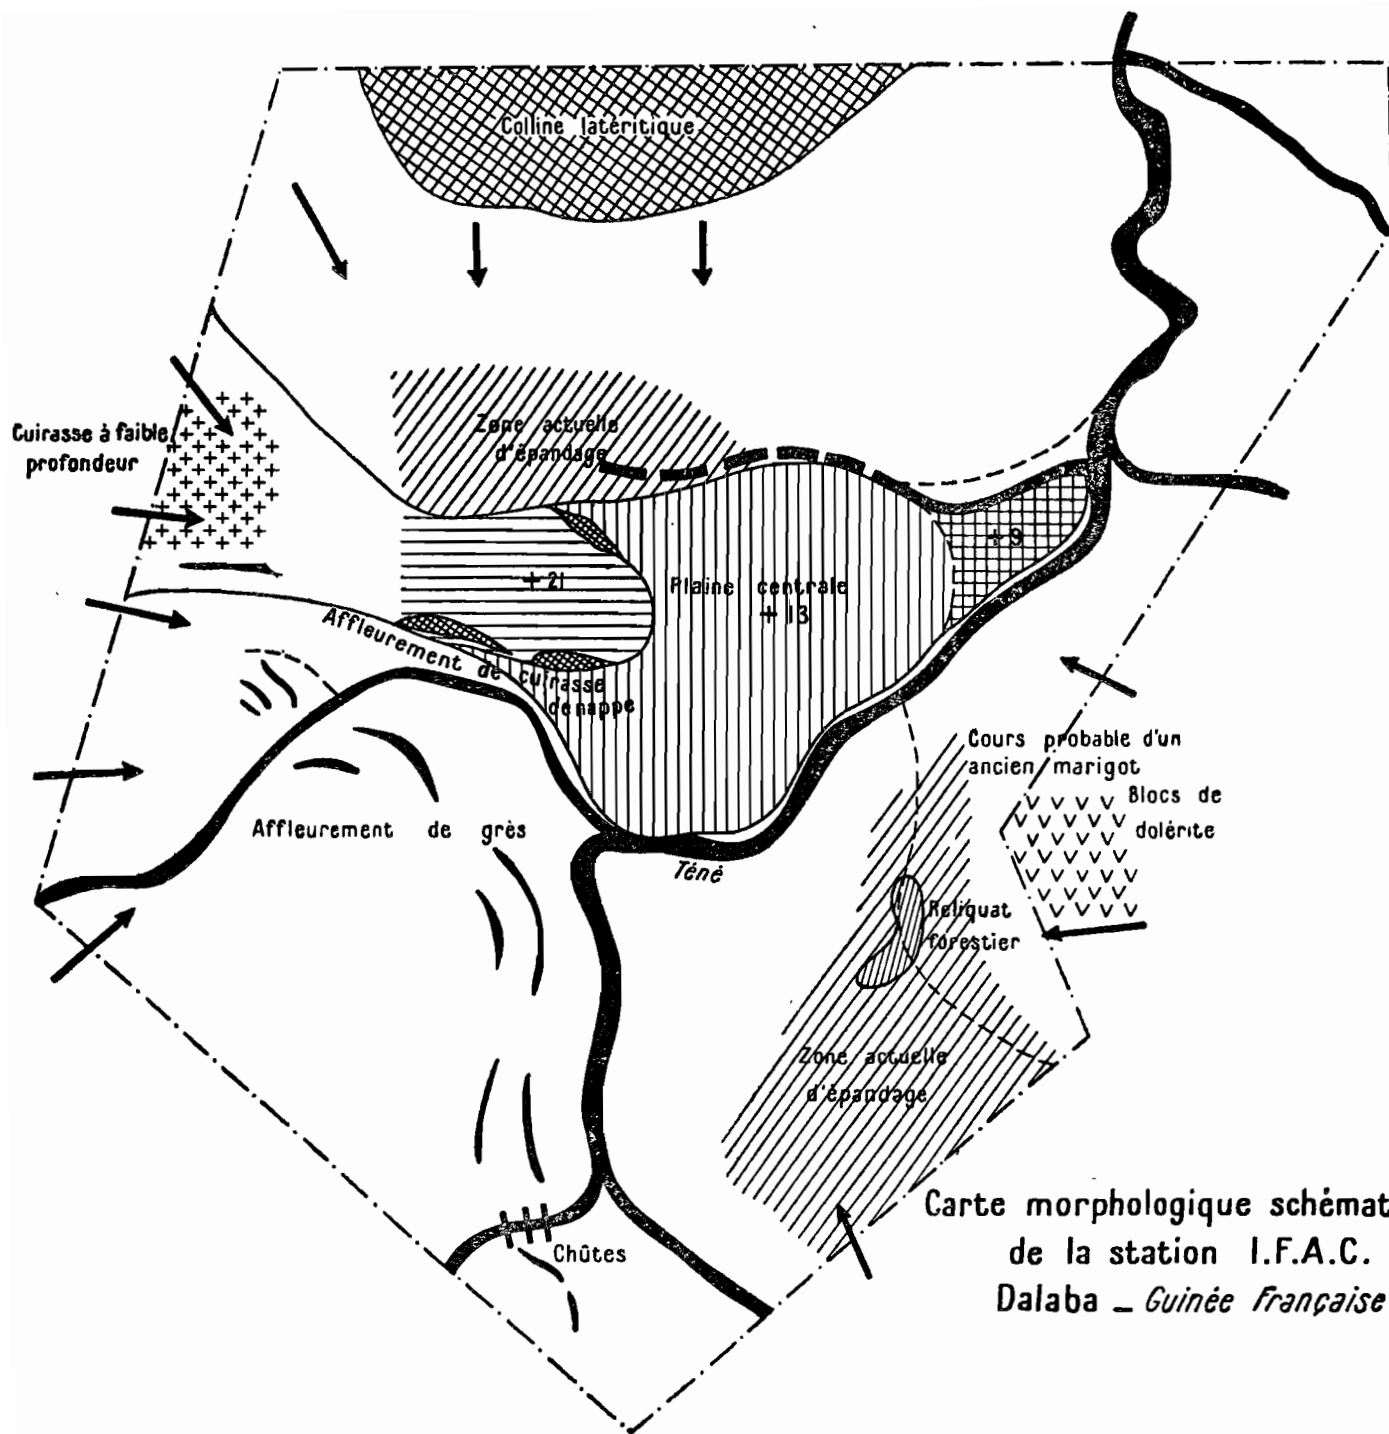 Colline latéritique
Zone actuelle
d'épandage
Cuirasse à faible
profondeur
+ 9
+ 21
Plaine centrale
+ 13
Affleurement de cuirasse
de nappe
Cours probable d'un
ancien marigot
Blocs de
dolérite
Affleurement de grès
Téné
Reliquat
forestier
Zone actuelle
d'épandage
Chûtes
Carte morphologique schémat
de la station I.F.A.C.
Dalaba _ Guinée Française